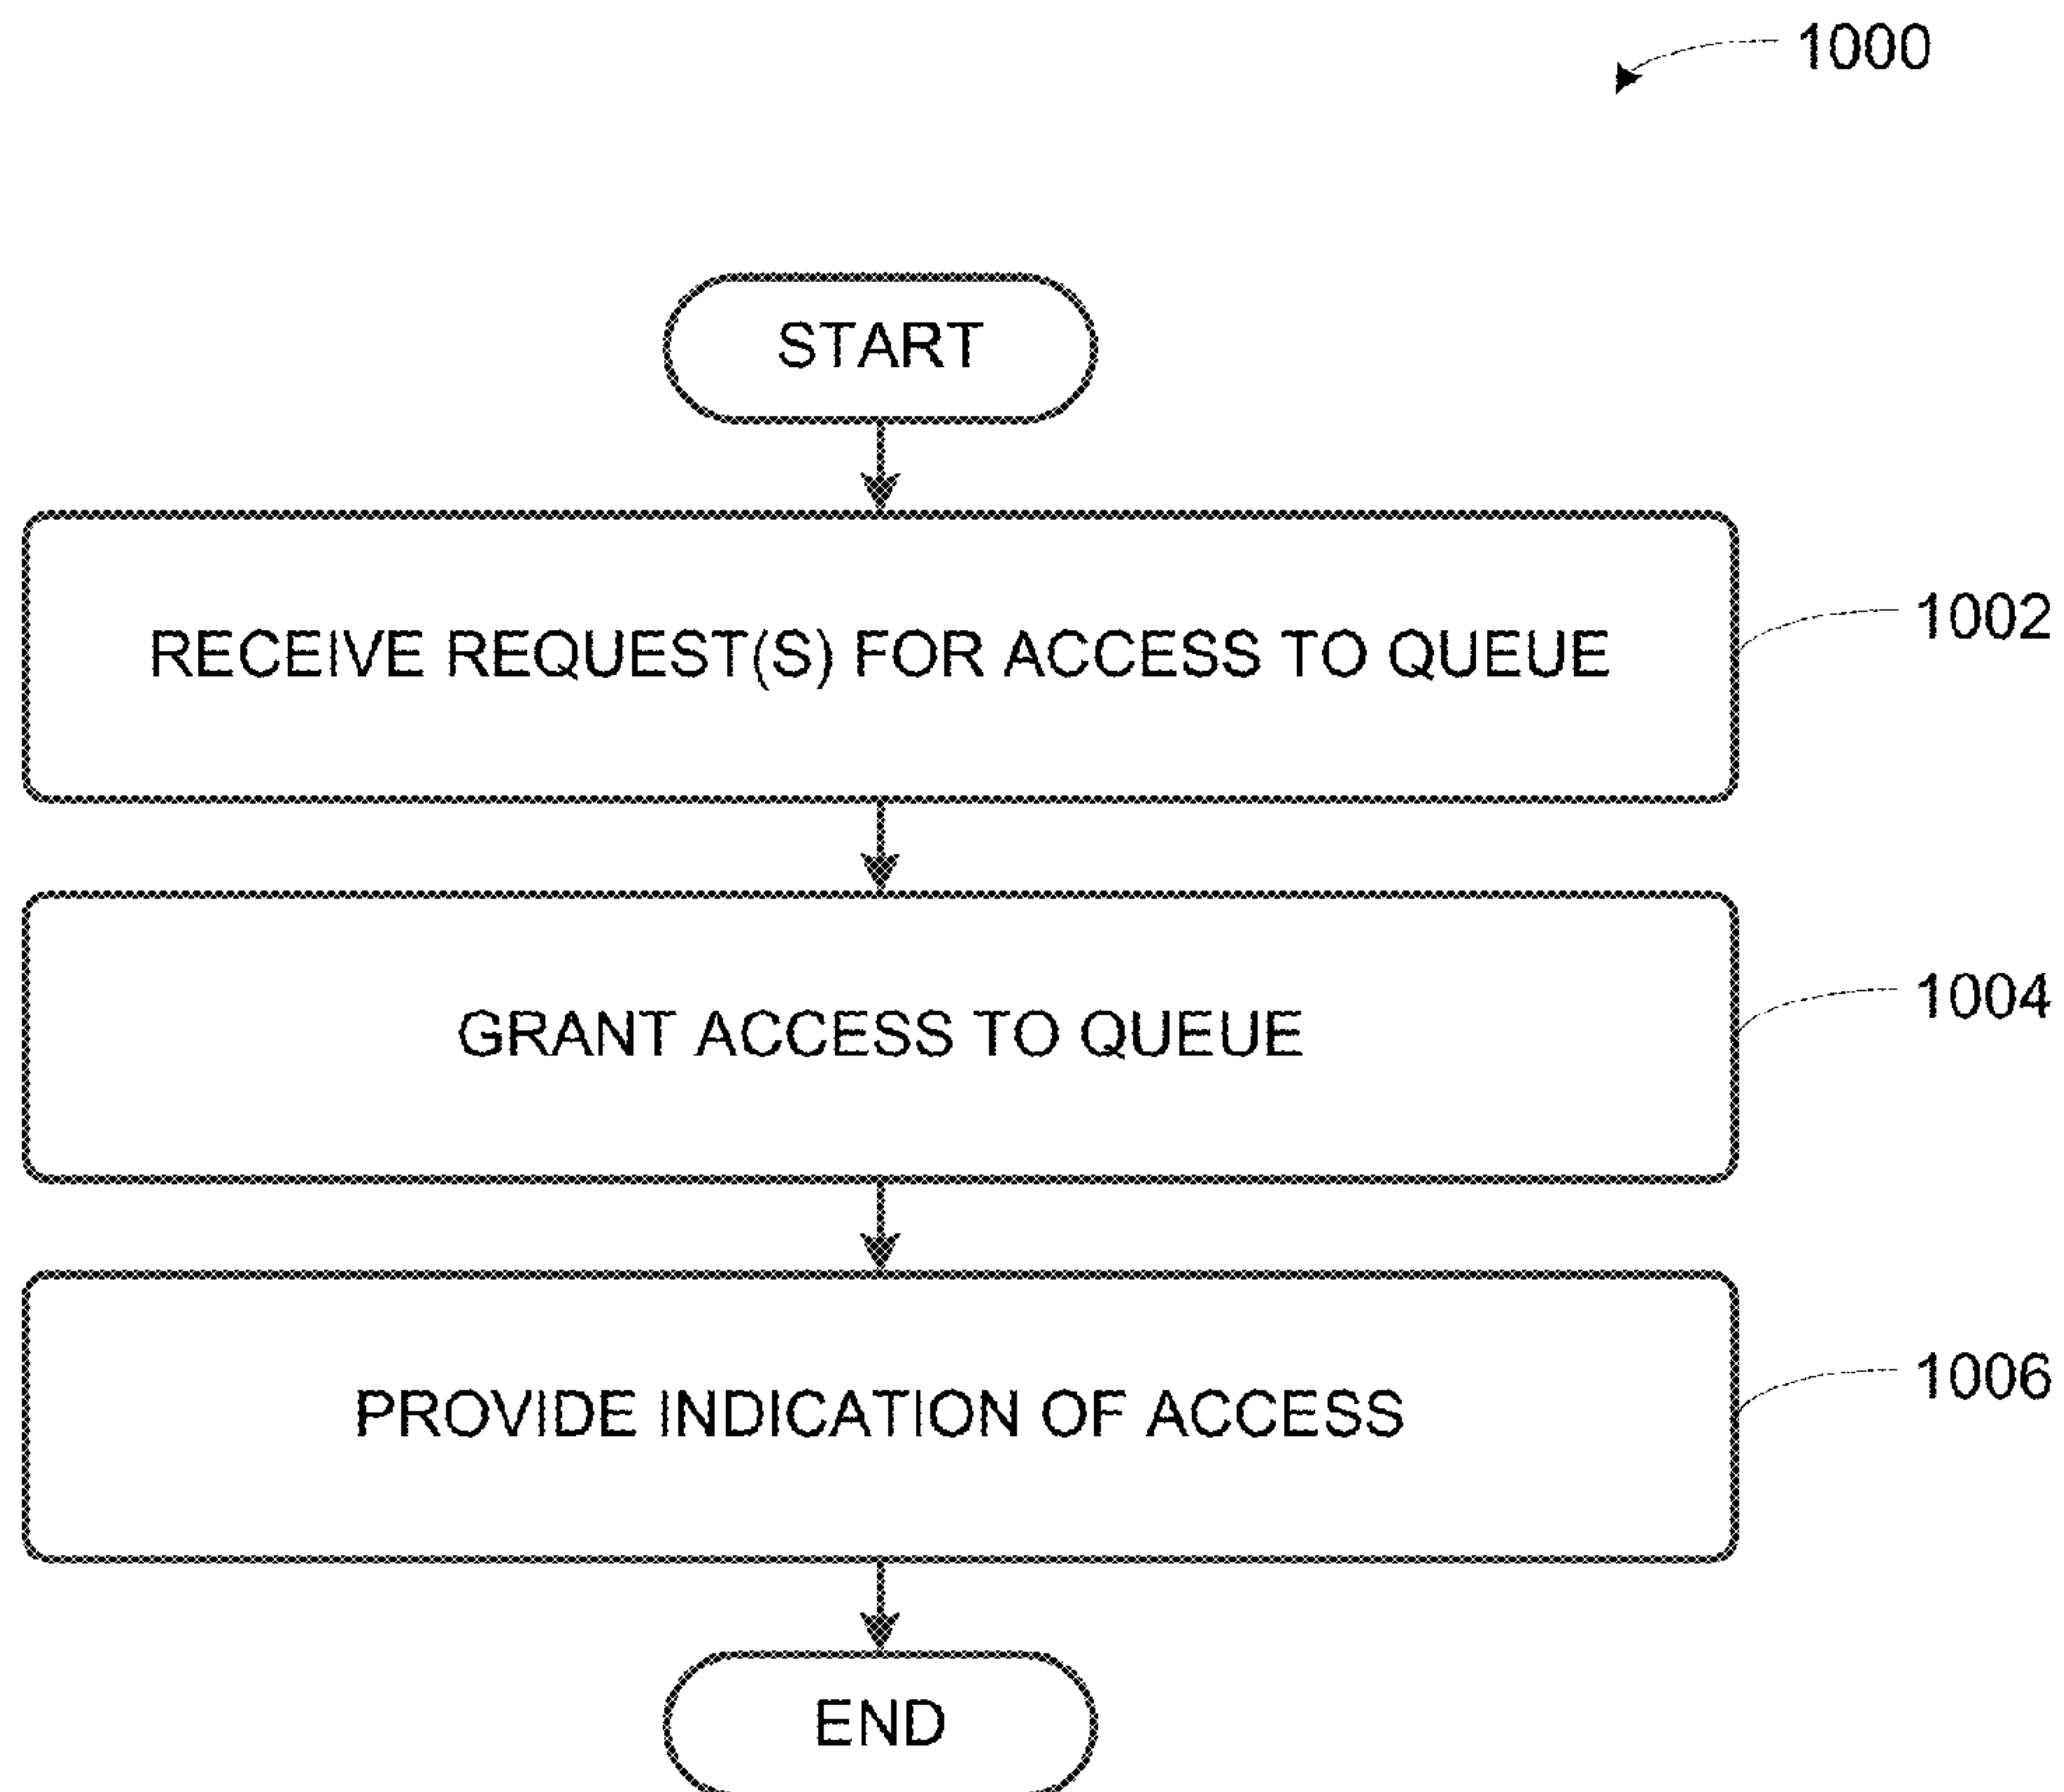 1000
START
RECEIVE REQUEST(S) FOR ACCESS TO QUEUE
1002
GRANT ACCESS TO QUEUE
1004
PROVIDE INDICATION OF ACCESS
1006
END